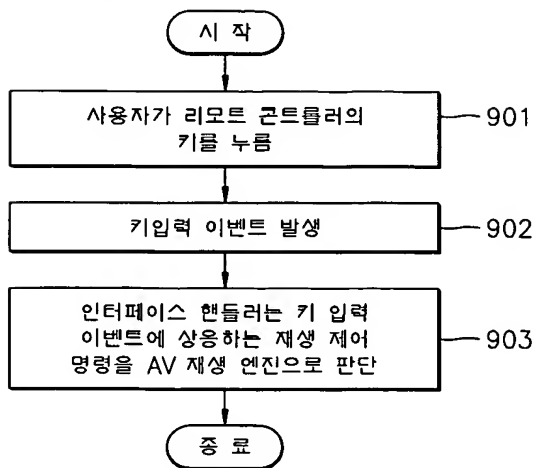 시 작
사용자가 리모트 콘트롤러의
키를 누름
901
키입력 이벤트 발생
902
인터페이스 핸들러는 키 입력
이벤트에 상응하는 재생 제어
명령을 AV 재생 엔진으로 판단
903
종 료